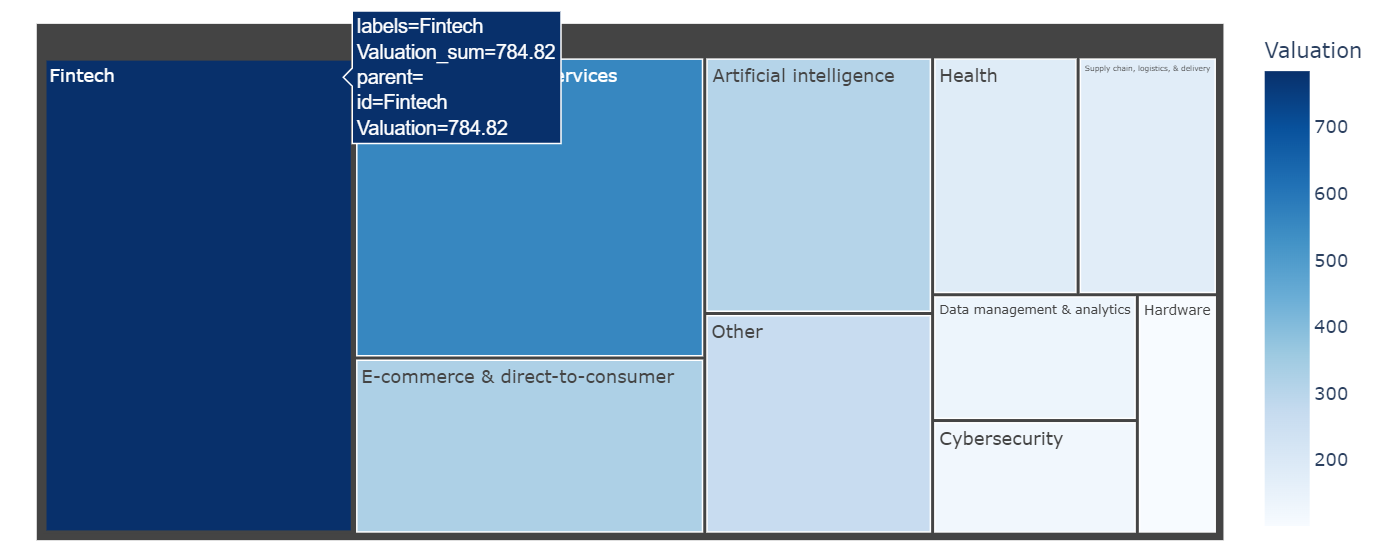 labels=Fintech
Valuation_sum=784.82
parent=
id=Fintech
Valuation=784.82
Fintech
Artificial intelligence
Health
Supply chain, logistics, & delivery
Other
E-commerce & direct-to-consumer
Data management & analytics
Hardware
Cybersecurity
Valuation
700
600
500
400
300
200